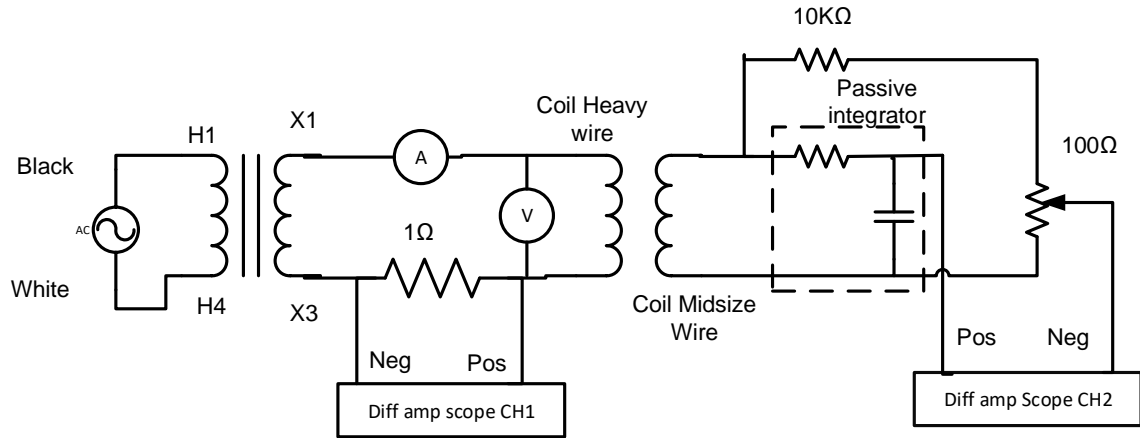 10KΩ
Passive
integrator
Coil Heavy
wire
X1
H1
Black
A
100Ω
V
AC
1Ω
White
H4
X3
Coil Midsize
Wire
Neg
Pos
Pos
Neg
Diff amp scope CH1
Diff amp Scope CH2